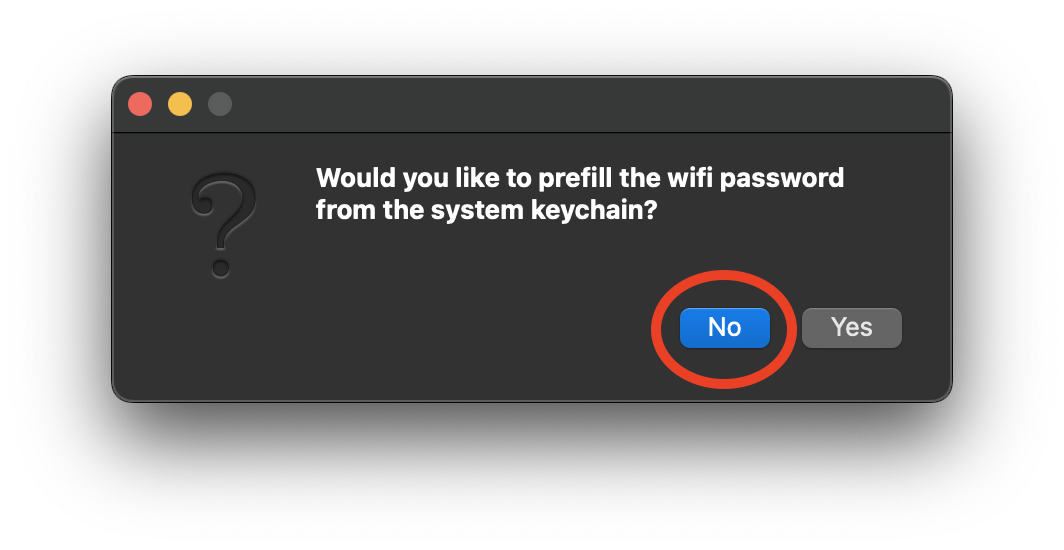 Would you like to prefill the wifi password
from the system keychain?
No
Yes